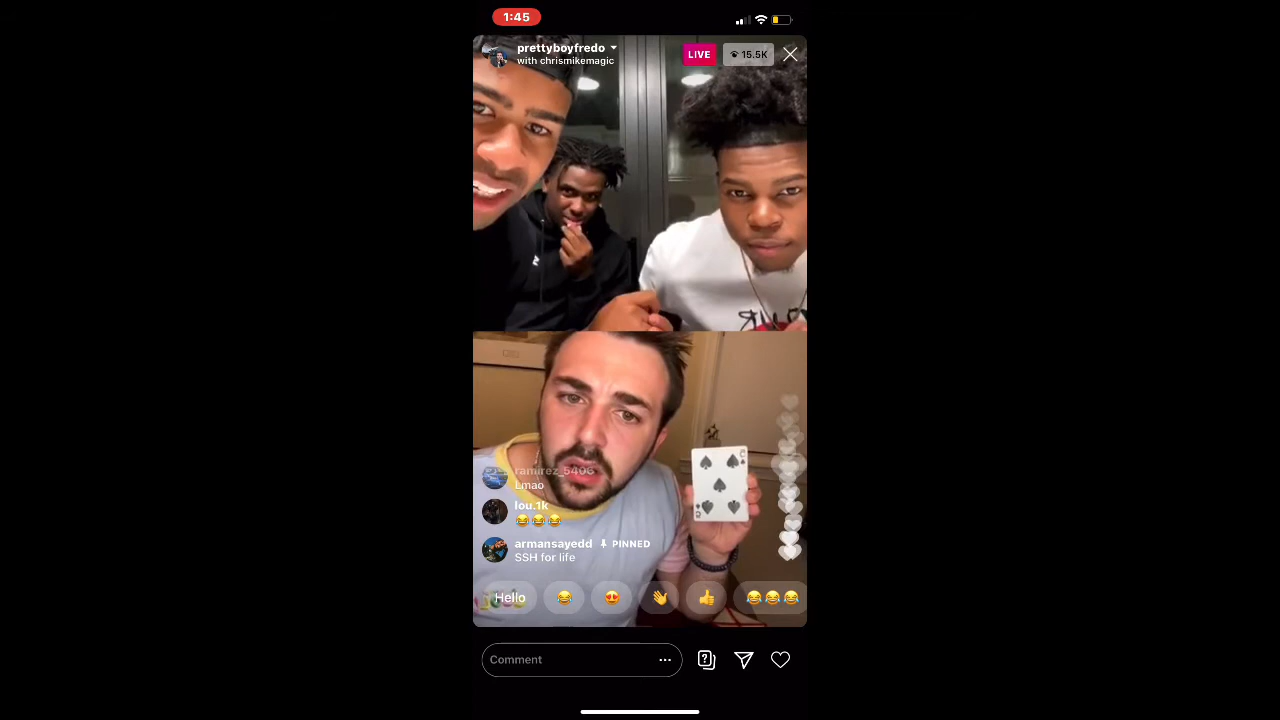 1:45
prettyboyfredo
with chrismikemagic
LIVE
15.5K
ramirez_5406
Lmao
lou.1k
😂😂😂
armansayedd PINNED
SSH for life
Hello 😂 😍 👋 👍 😂😂😂
Comment